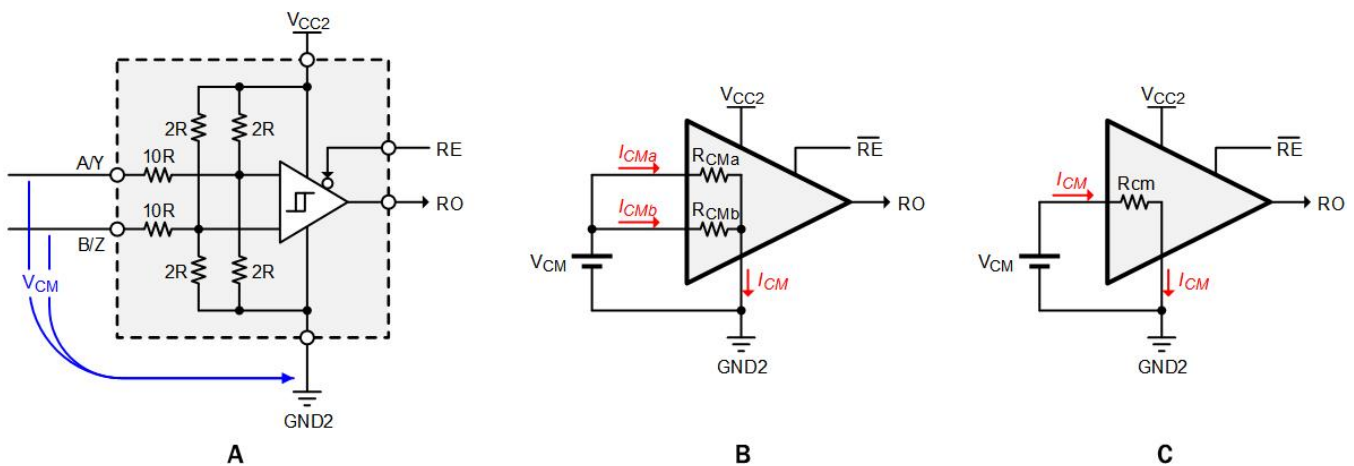 VCC2
2R
2R
A/Y
10R
RE
10R
RO
B/Z
2R
2R
VCM
GND2
A
VCC2
ICMa
RCMa
RE
ICMb
RCMb
RO
VCM
ICM
GND2
B
VCC2
RE
ICM
Rcm
RO
VCM
ICM
GND2
C